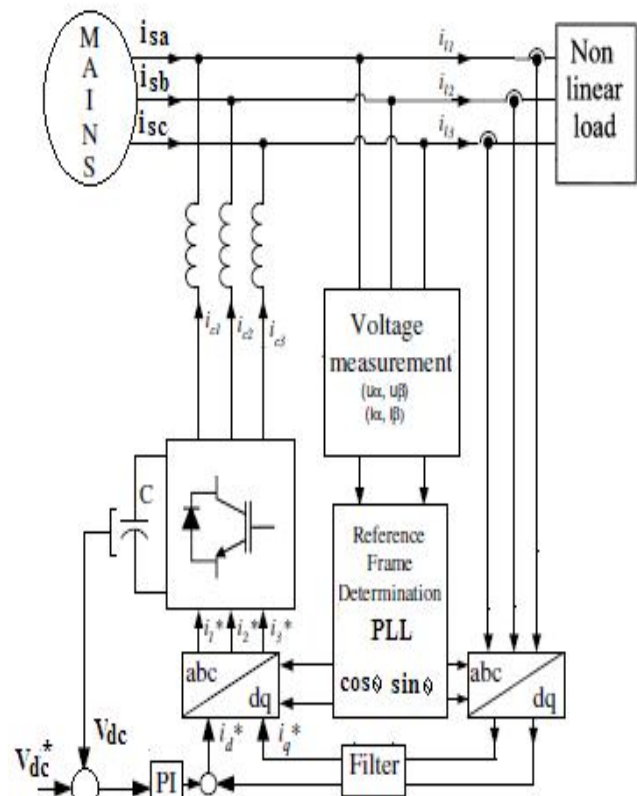 MAINS
isa
isb
isc
il1
il2
il3
Non
linear
load
ic1
ic2
ic3
Voltage
measurement
(uα, uβ)
(iα, iβ)
C
Reference
Frame
Determination
PLL
cosθ sinθ
i1*
i2*
i3*
abc
dq
abc
dq
Vdc
id*
iq*
Vdc*
PI
Filter